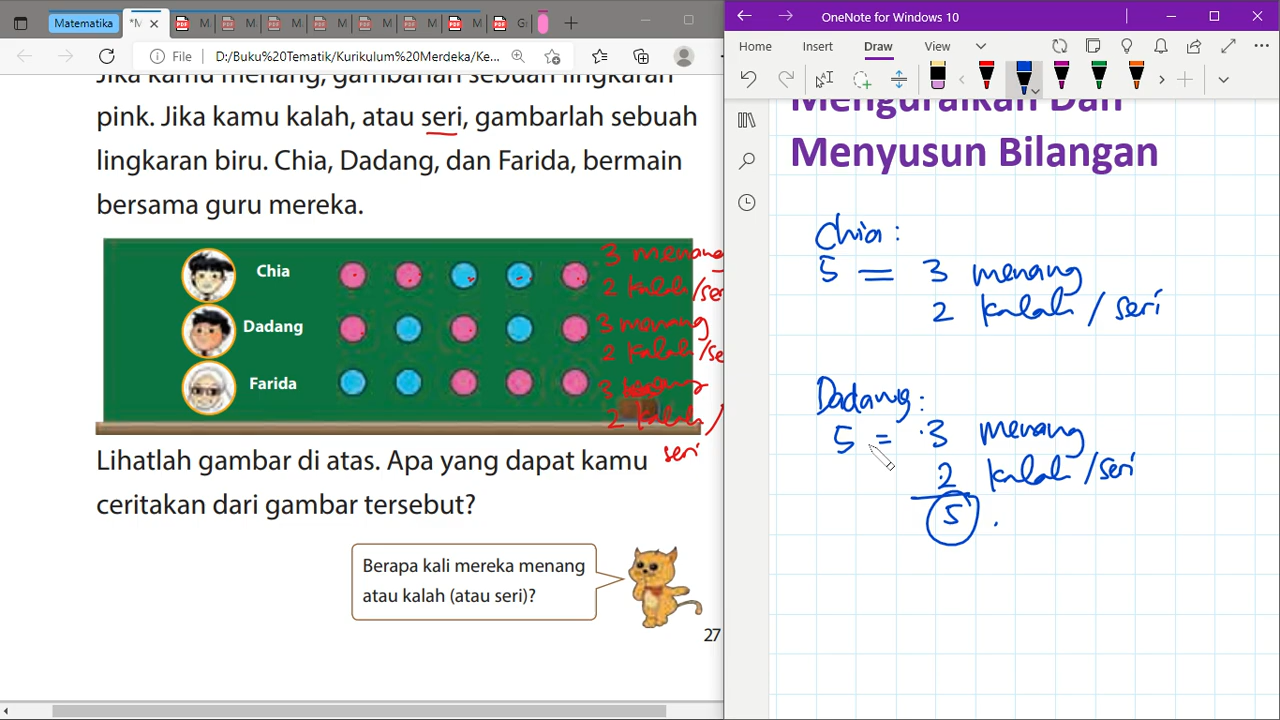 Matematika
*M
M
M
M
M
M
M
M
G
OneNote for Windows 10
File
D:/Buku%20Tematik/Kurikulum%20Merdeka/Ke...
Home
Insert
Draw
View
Jika kamu menang, gambarlah sebuah lingkaran
pink. Jika kamu kalah, atau seri, gambarlah sebuah
lingkaran biru. Chia, Dadang, dan Farida, bermain
bersama guru mereka.
Chia
3 menang
2 kalah/ser
Dadang
3 menang
2 kalah/se
Farida
3
2 kalah/
seri
Lihatlah gambar di atas. Apa yang dapat kamu
ceritakan dari gambar tersebut?
Berapa kali mereka menang
atau kalah (atau seri)?
27
Menguraikan Dan
Menyusun Bilangan
Chia:
5 = 3 menang
2 kalah / seri
Dadang:
5 = 3 menang
2 kalah /seri
5